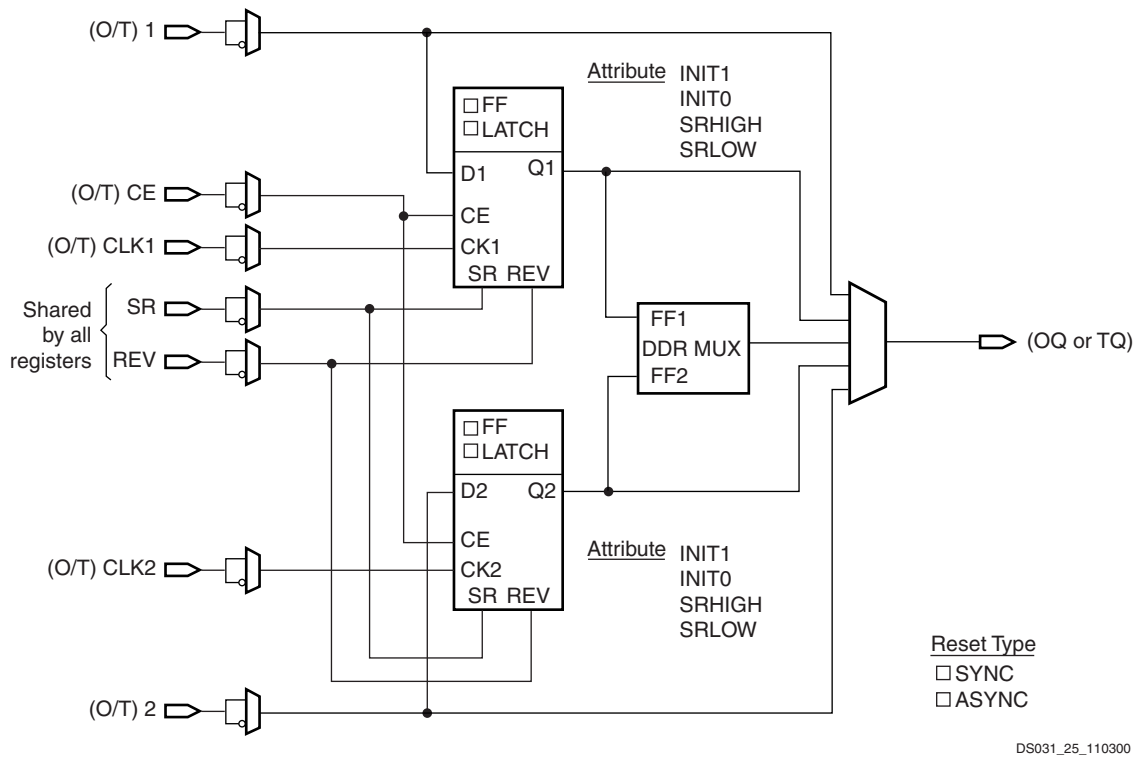 (O/T) 1
Attribute INIT1
INIT0
SRHIGH
SRLOW
FF
LATCH
D1 Q1
CE
CK1
SR REV
(O/T) CE
(O/T) CLK1
Shared
by all
registers
SR
REV
FF1
DDR MUX
FF2
(OQ or TQ)
FF
LATCH
D2 Q2
CE
CK2
SR REV
Attribute INIT1
INIT0
SRHIGH
SRLOW
(O/T) CLK2
(O/T) 2
Reset Type
SYNC
ASYNC
DS031_25_110300